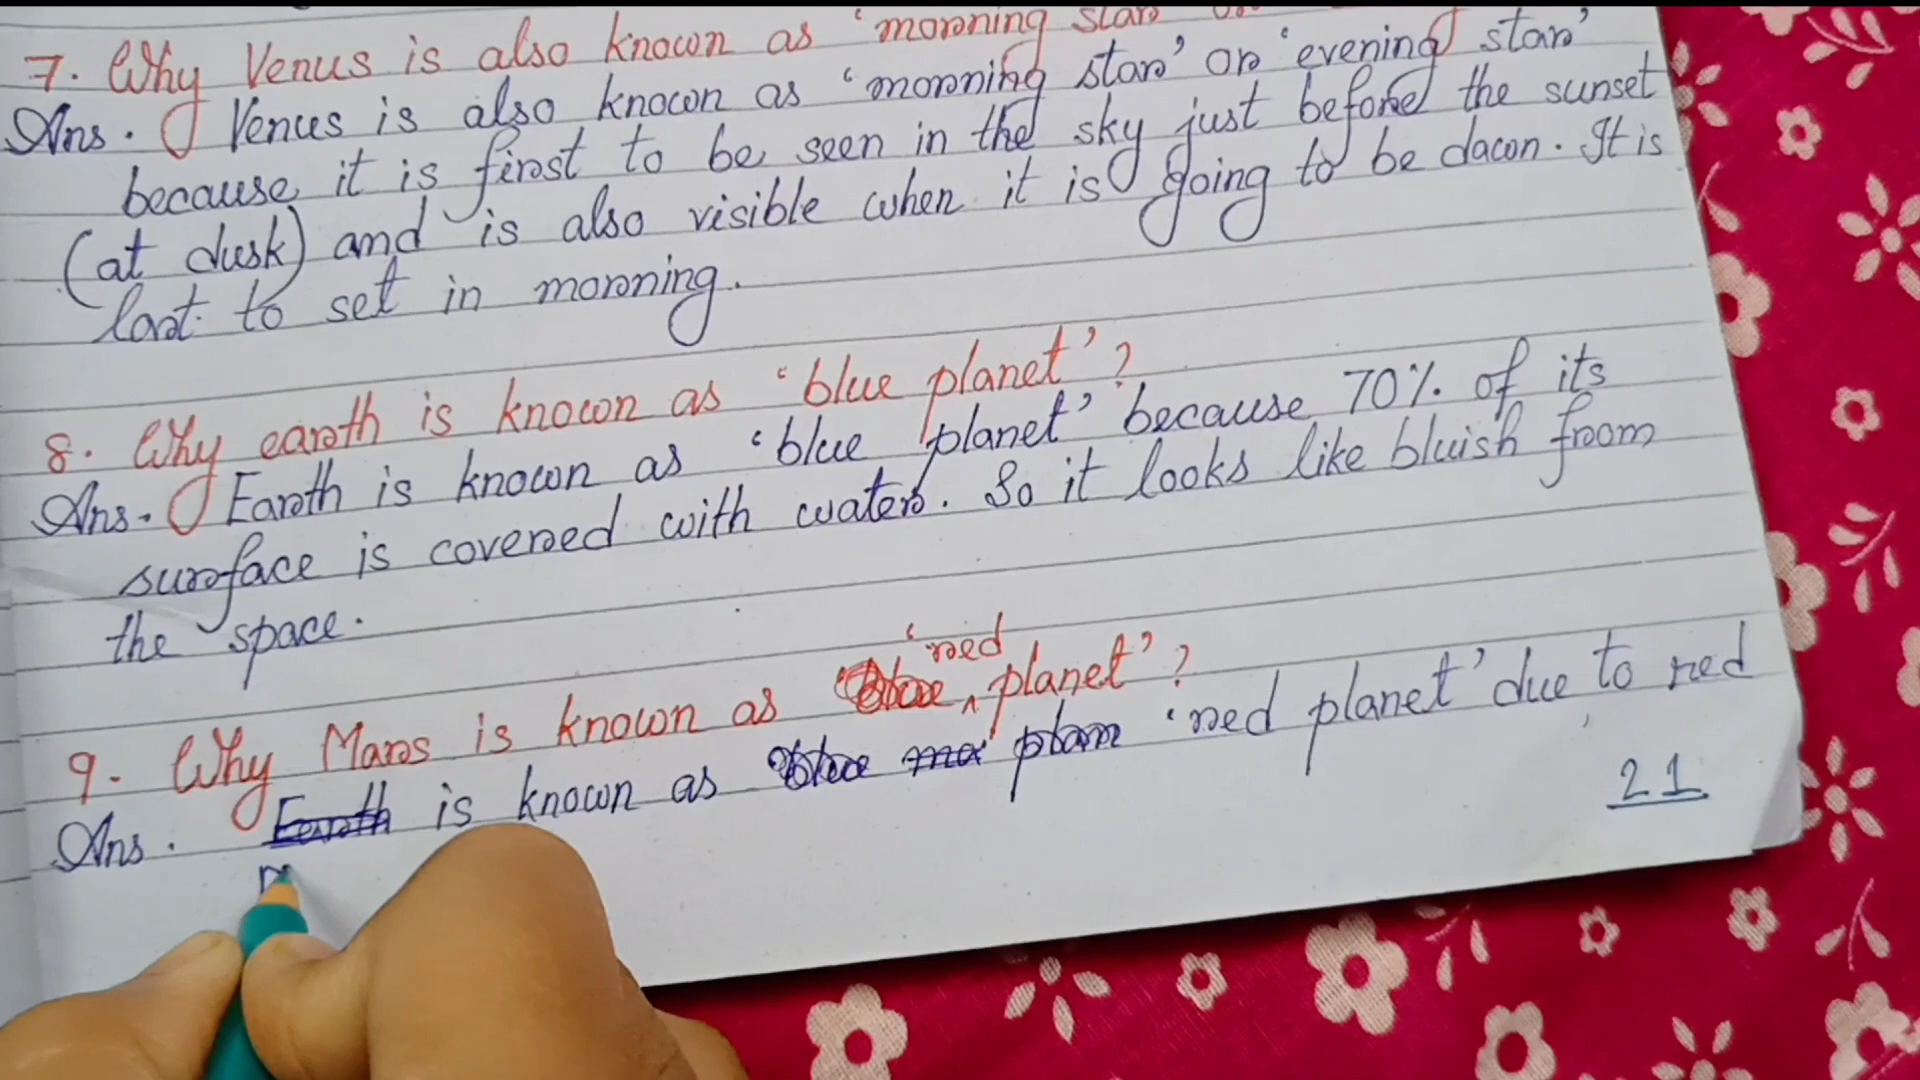 7. Why Venus is also known as 'morning star
Ans. Venus is also known as 'morning star' or 'evening star'
because it is first to be seen in the sky just before the sunset
(at dusk) and is also visible when it is going to be dawn. It is
last to set in morning.
8. Why earth is known as 'blue planet'?
Ans. Earth is known as 'blue planet' because 70% of its
surface is covered with water. So it looks like bluish from
the space.
9. Why Mars is known as 'red planet'?
Ans. is known as 'red planet' due to red
21